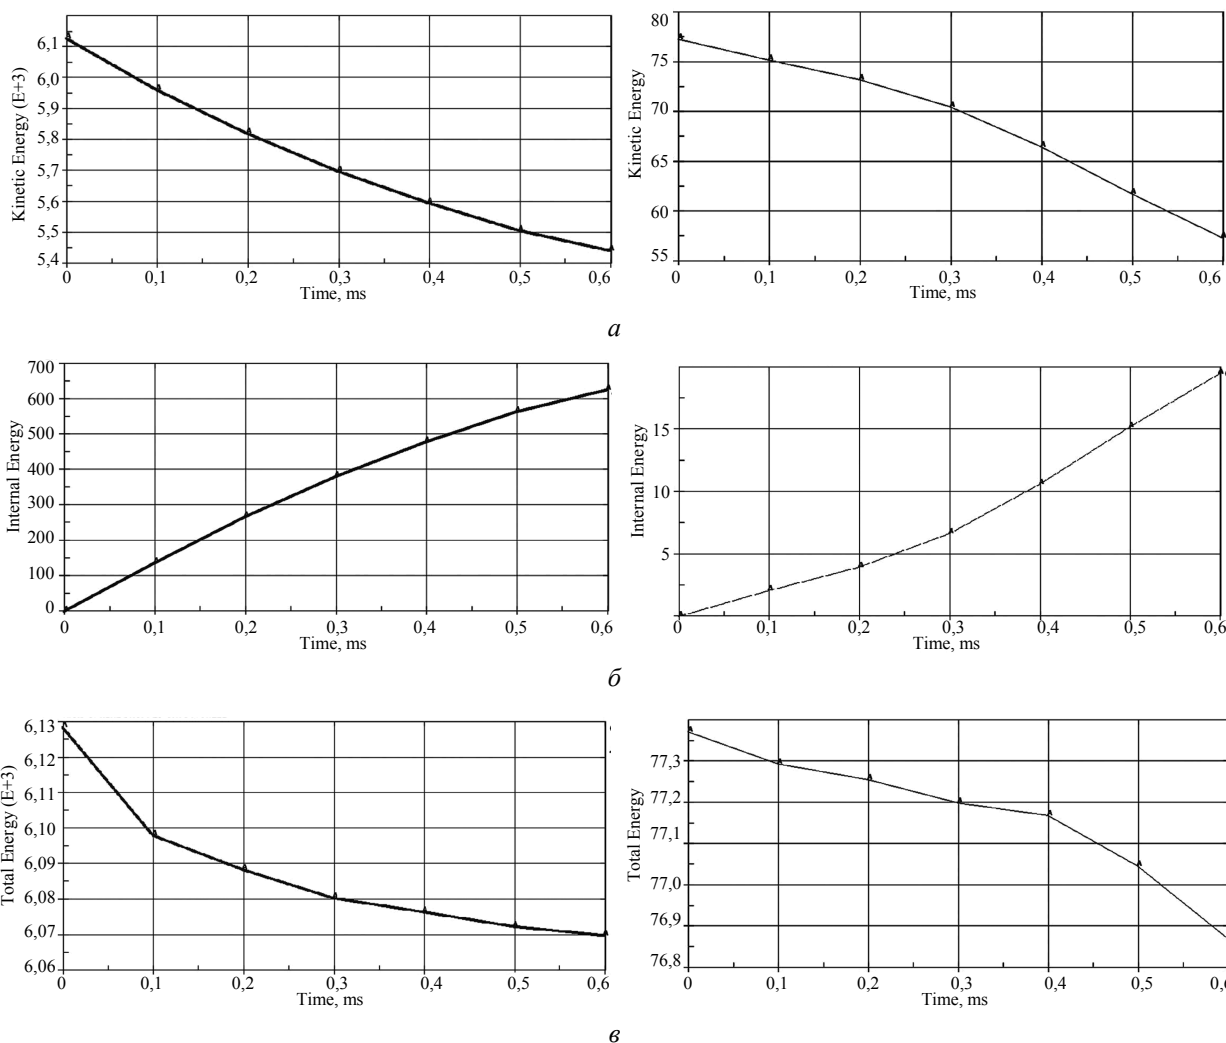 Kinetic Energy (E+3)
6,1
6,0
5,9
5,8
5,7
5,6
5,5
5,4
0 0,1 0,2 0,3 0,4 0,5 0,6
Time, ms
Kinetic Energy
80
75
70
65
60
55
0 0,1 0,2 0,3 0,4 0,5 0,6
Time, ms
а
Internal Energy
700
600
500
400
300
200
100
0
0 0,1 0,2 0,3 0,4 0,5 0,6
Time, ms
Internal Energy
15
10
5
0 0,1 0,2 0,3 0,4 0,5 0,6
Time, ms
б
Total Energy (E+3)
6,13
6,12
6,11
6,10
6,09
6,08
6,07
6,06
0 0,1 0,2 0,3 0,4 0,5 0,6
Time, ms
Total Energy
77,3
77,2
77,1
77,0
76,9
76,8
0 0,1 0,2 0,3 0,4 0,5 0,6
Time, ms
в